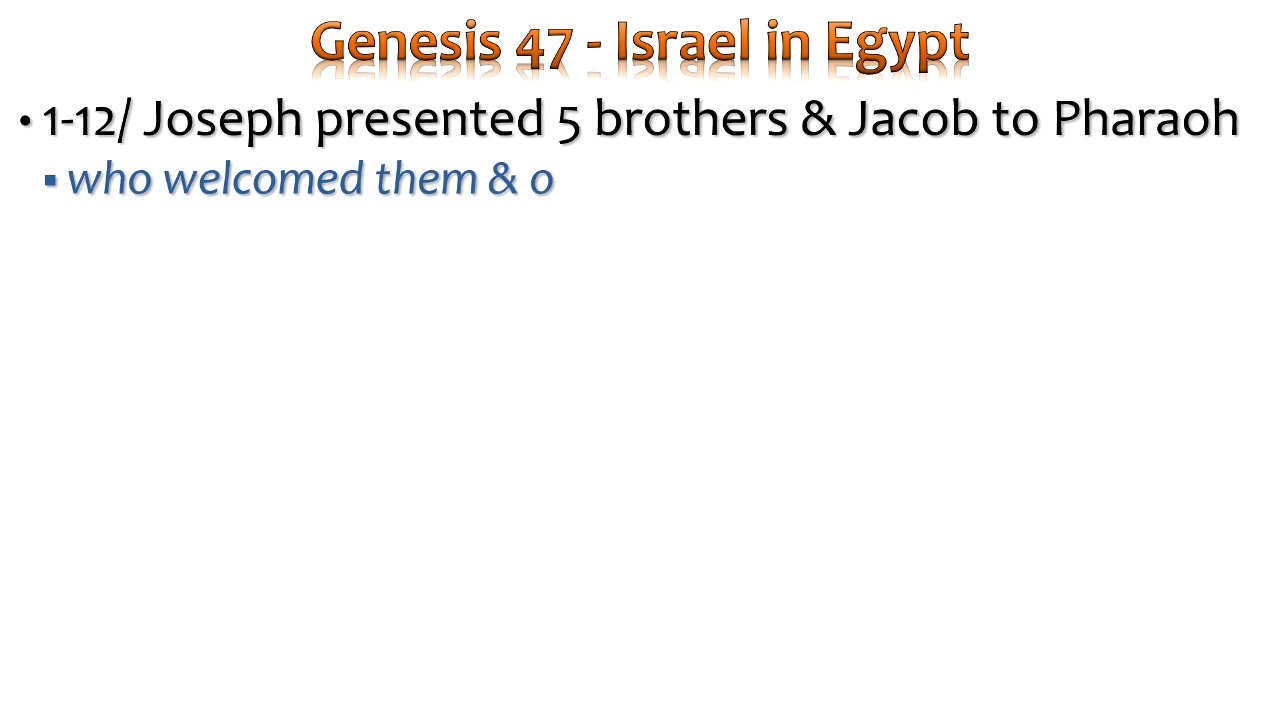 Genesis 47 - Israel in Egypt
• 1-12/ Joseph presented 5 brothers & Jacob to Pharaoh
▪ who welcomed them & o